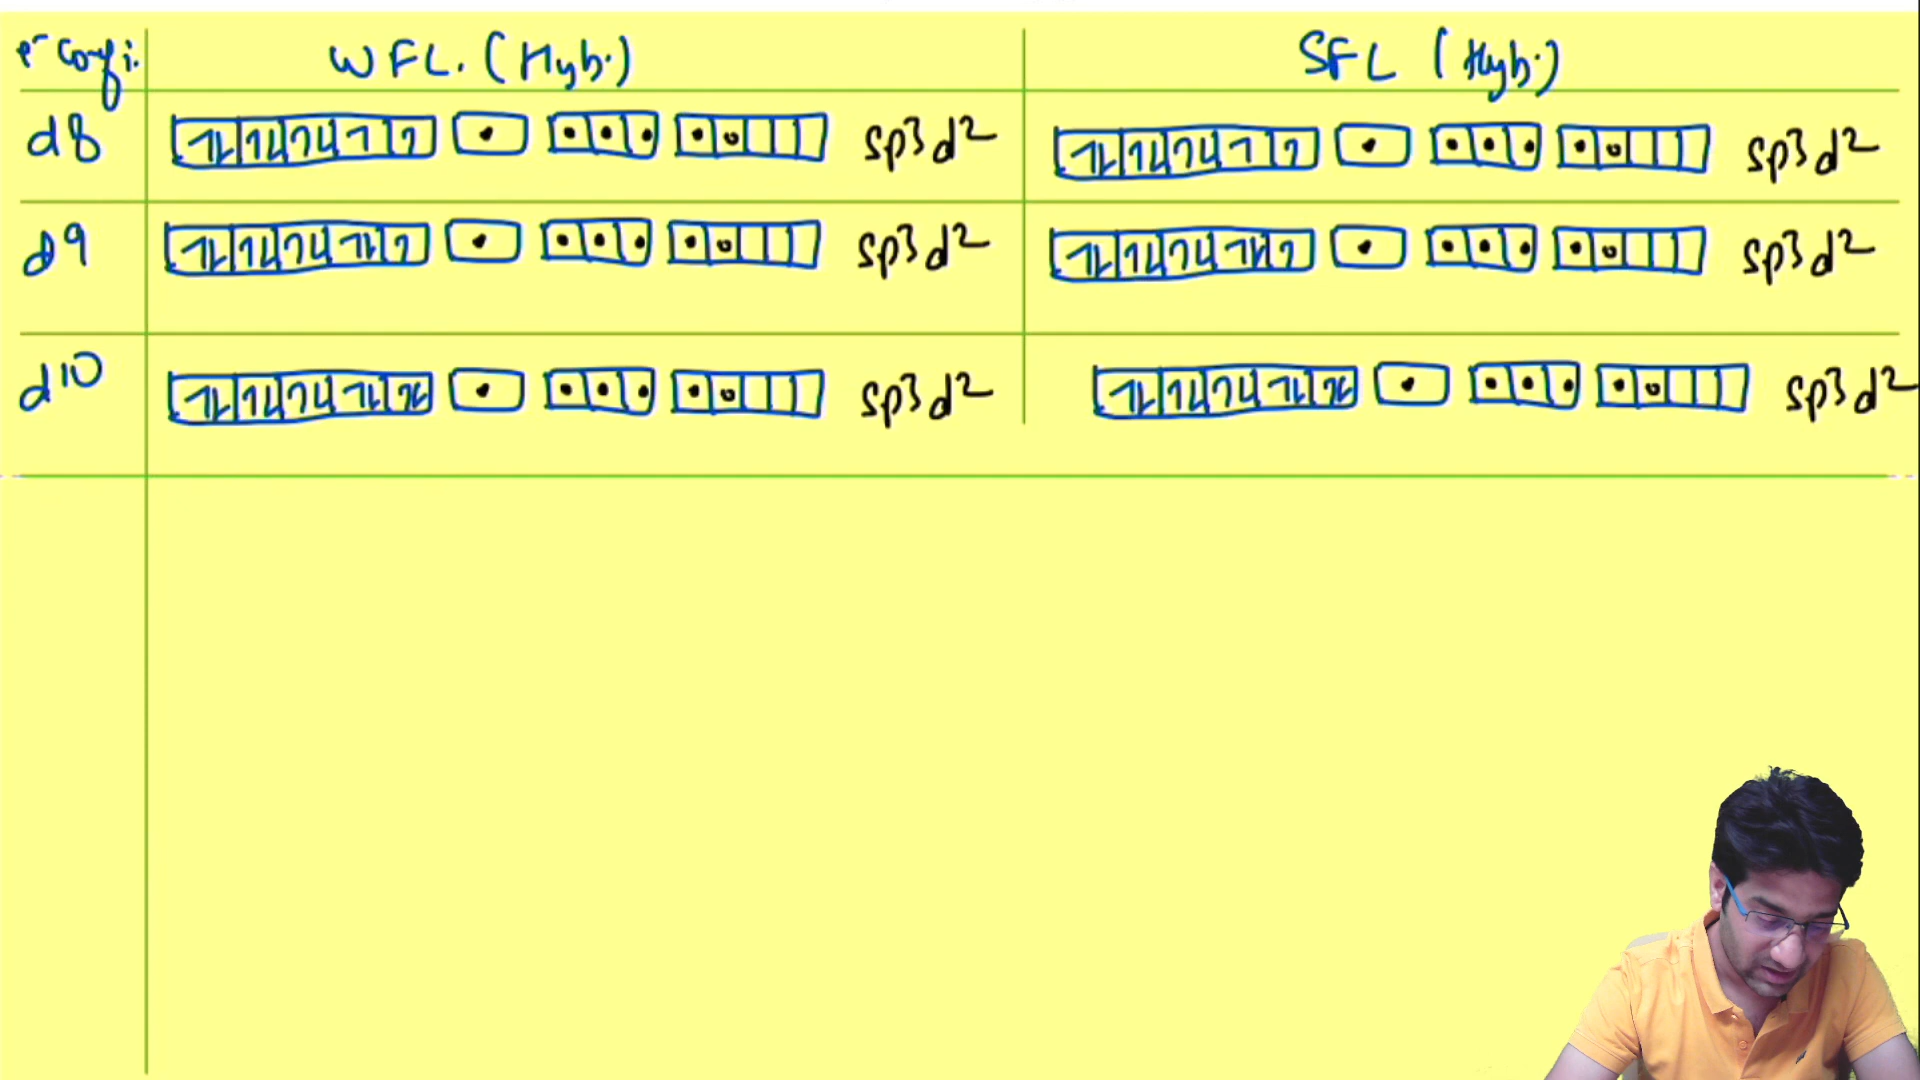 e⁻ Confi. WFL. (Hyb.) SFL (Hyb.)
d8 sp3d² sp3d²
d9 sp3d² sp3d²
d10 sp3d² sp3d²